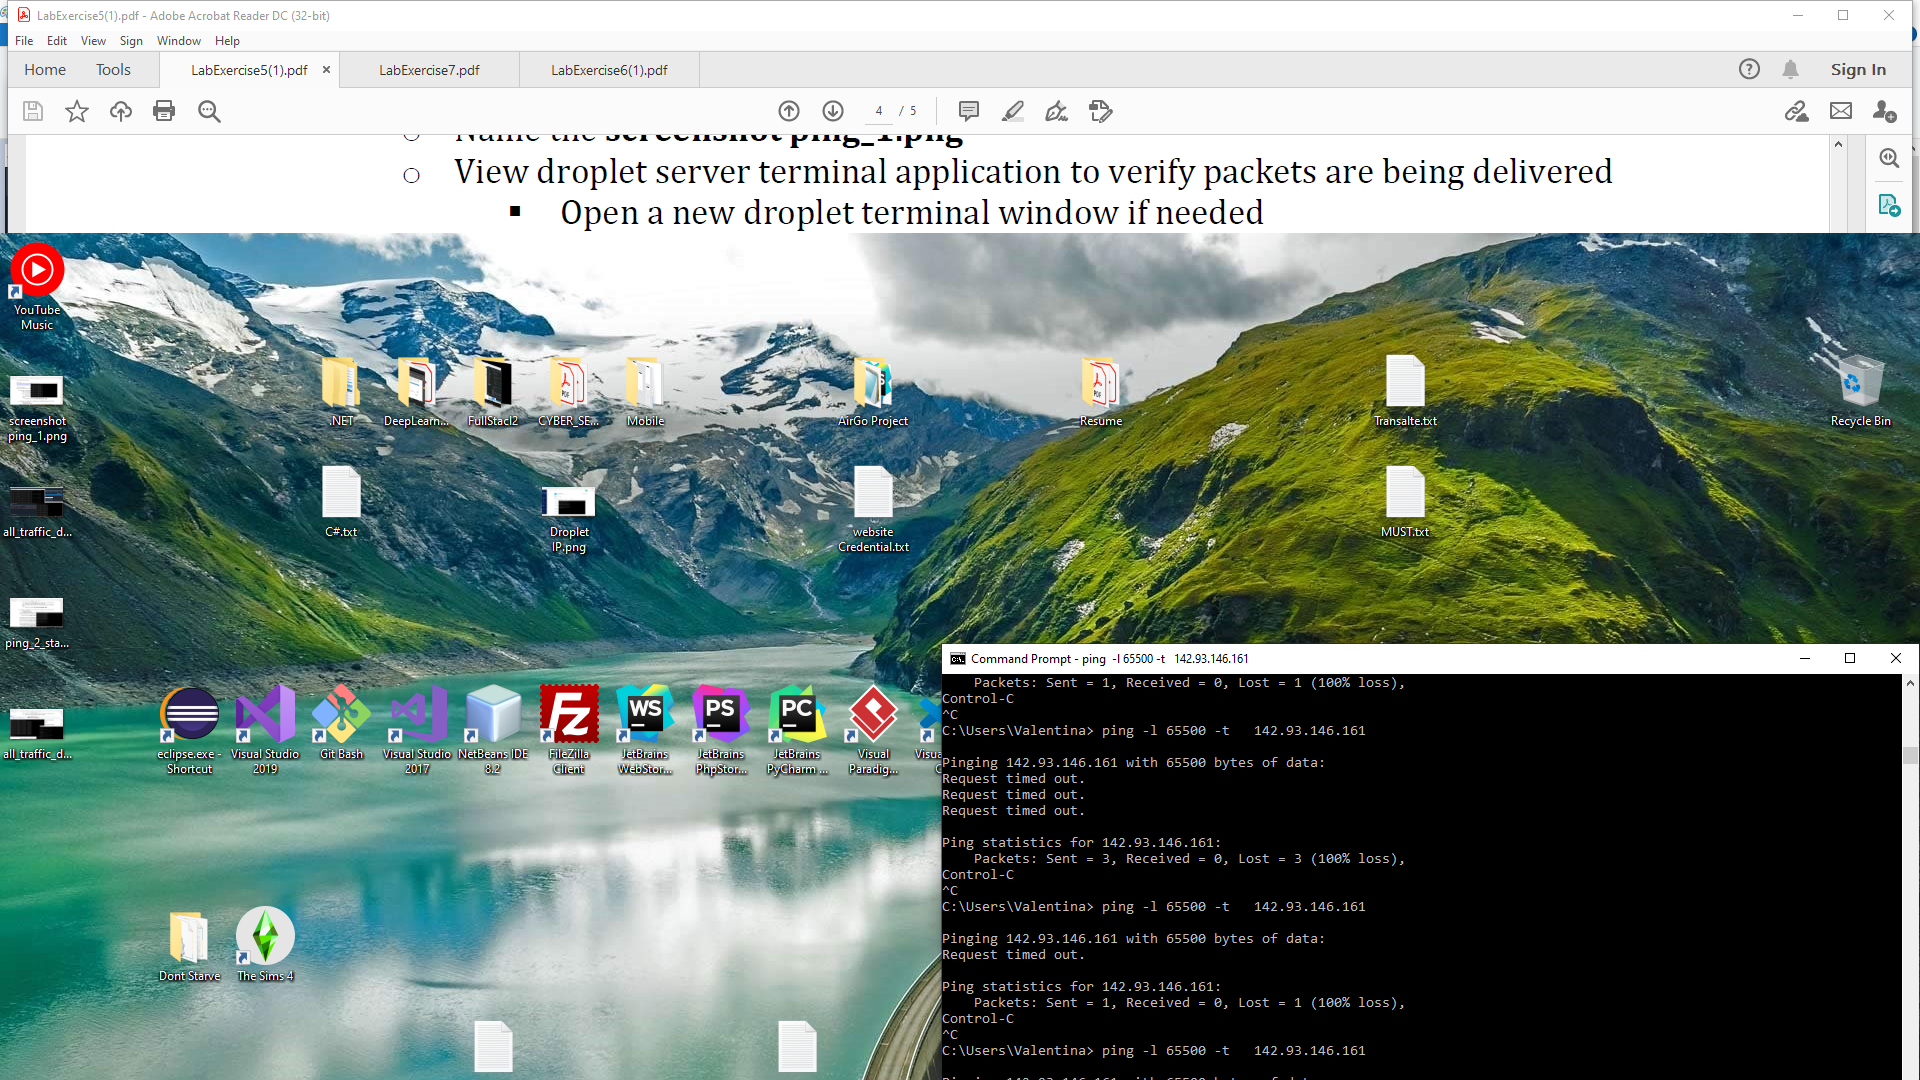 LabExercise5(1).pdf - Adobe Acrobat Reader DC (32-bit)
File Edit View Sign Window Help
Home Tools LabExercise5(1).pdf × LabExercise7.pdf LabExercise6(1).pdf Sign In
4 / 5
Name the screenshot ping_1.png
View droplet server terminal application to verify packets are being delivered
Open a new droplet terminal window if needed
YouTube
Music
screenshot
ping_1.png
.NET
DeepLearn...
FullStacl2
CYBER_SE...
Mobile
AirGo Project
Resume
Transalte.txt
Recycle Bin
all_traffic_d...
C#.txt
Droplet
IP.png
website
Credential.txt
MUST.txt
ping_2_sta...
all_traffic_d...
eclipse.exe -
Shortcut
Visual Studio
2019
Git Bash
Visual Studio
2017
NetBeans IDE
8.2
Fz
FileZilla
Client
WS
JetBrains
WebStor...
PS
JetBrains
PhpStor...
PC
JetBrains
PyCharm ...
Visual
Paradig...
Dont Starve
The Sims 4
C:\. Command Prompt - ping -l 65500 -t 142.93.146.161
Packets: Sent = 1, Received = 0, Lost = 1 (100% loss),
Control-C
^C
C:\Users\Valentina> ping -l 65500 -t   142.93.146.161
Pinging 142.93.146.161 with 65500 bytes of data:
Request timed out.
Request timed out.
Request timed out.
Ping statistics for 142.93.146.161:
Packets: Sent = 3, Received = 0, Lost = 3 (100% loss),
Control-C
^C
C:\Users\Valentina> ping -l 65500 -t   142.93.146.161
Pinging 142.93.146.161 with 65500 bytes of data:
Request timed out.
Ping statistics for 142.93.146.161:
Packets: Sent = 1, Received = 0, Lost = 1 (100% loss),
Control-C
^C
C:\Users\Valentina> ping -l 65500 -t   142.93.146.161